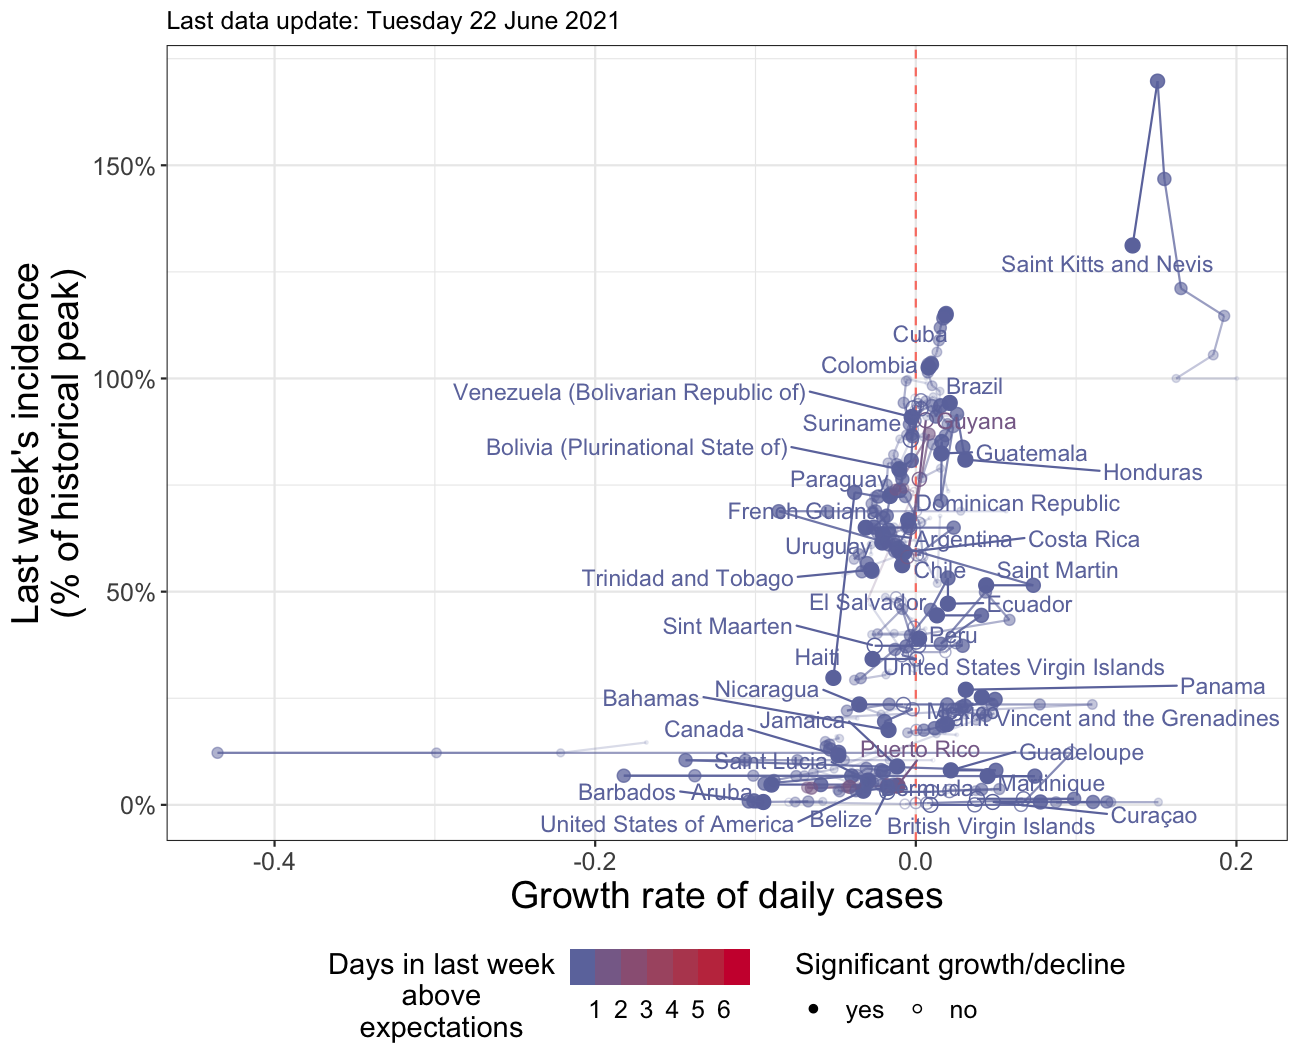 Last data update: Tuesday 22 June 2021
Last week's incidence
(% of historical peak)
150%
100%
50%
0%
Saint Kitts and Nevis
Cuba
Colombia
Brazil
Venezuela (Bolivarian Republic of)
Guyana
Suriname
Bolivia (Plurinational State of)
Guatemala
Honduras
Paraguay
Dominican Republic
French Guiana
Argentina
Costa Rica
Uruguay
Chile
Saint Martin
Trinidad and Tobago
El Salvador
Ecuador
Sint Maarten
Peru
Haiti
United States Virgin Islands
Panama
Nicaragua
Bahamas
Mexico
Saint Vincent and the Grenadines
Jamaica
Canada
Puerto Rico
Guadeloupe
Saint Lucia
Martinique
Barbados
Aruba
Bermuda
Curaçao
United States of America
Belize
British Virgin Islands
-0.4
-0.2
0.0
0.2
Growth rate of daily cases
Days in last week
above
expectations
1 2 3 4 5 6
Significant growth/decline
yes
no